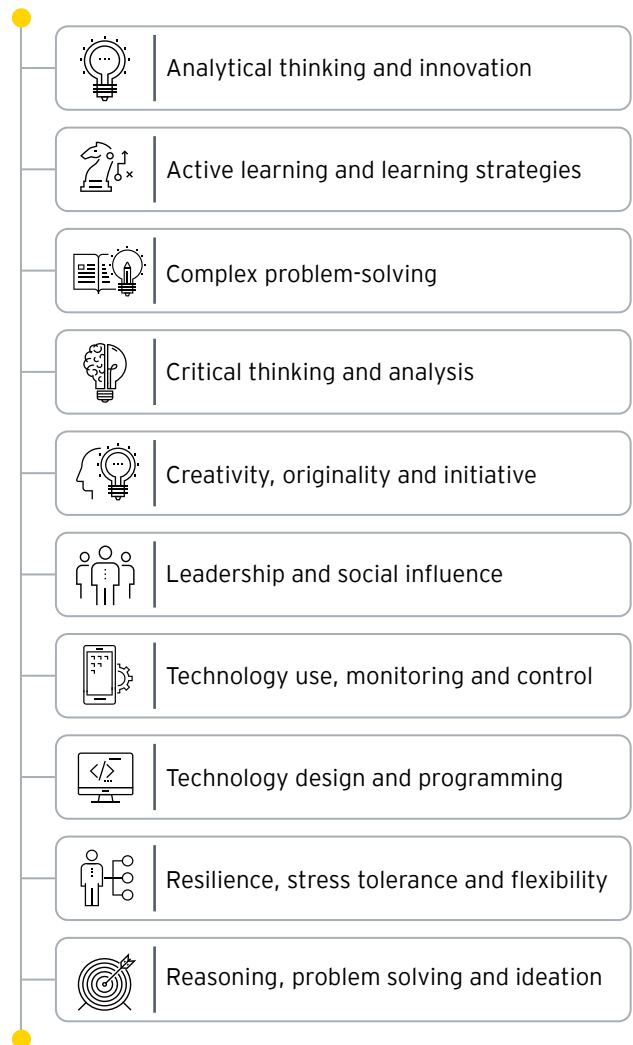 Analytical thinking and innovation
Active learning and learning strategies
Complex problem-solving
Critical thinking and analysis
Creativity, originality and initiative
Leadership and social influence
Technology use, monitoring and control
Technology design and programming
Resilience, stress tolerance and flexibility
Reasoning, problem solving and ideation